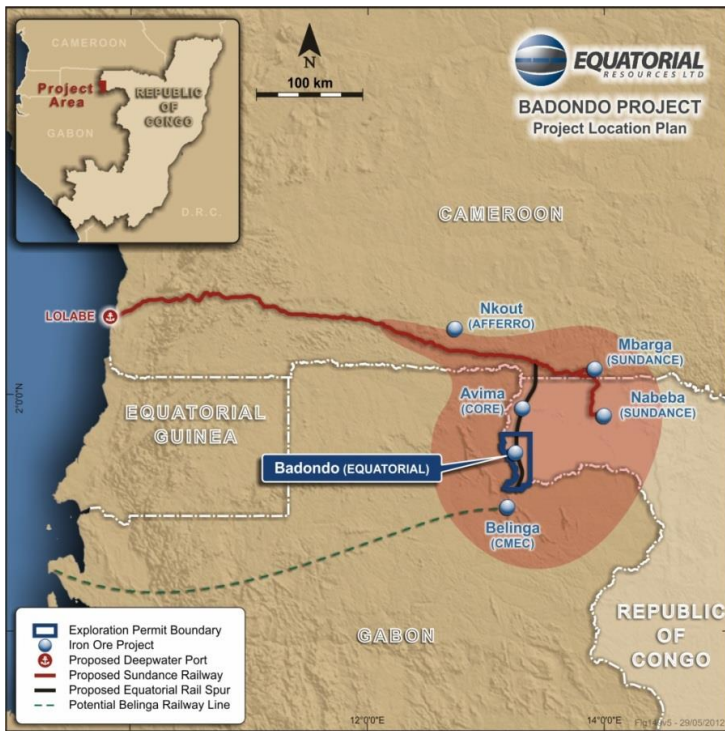 CAMEROON
Project
Area
REPUBLIC
OF
CONGO
GABON
D.R.C.
N
100 km
EQUATORIAL
RESOURCES LTD
BADONDO PROJECT
Project Location Plan
CAMEROON
LOLABE
Nkout
(AFFERRO)
Mbarga
(SUNDANCE)
Avima
(CORE)
Nabeba
(SUNDANCE)
2°0'0"N
EQUATORIAL
GUINEA
Badondo (EQUATORIAL)
Belinga
(CMEC)
GABON
REPUBLIC
OF
CONGO
Exploration Permit Boundary
Iron Ore Project
Proposed Deepwater Port
Proposed Sundance Railway
Proposed Equatorial Rail Spur
Potential Belinga Railway Line
12°0'0"E
14°0'0"E
29/05/2012